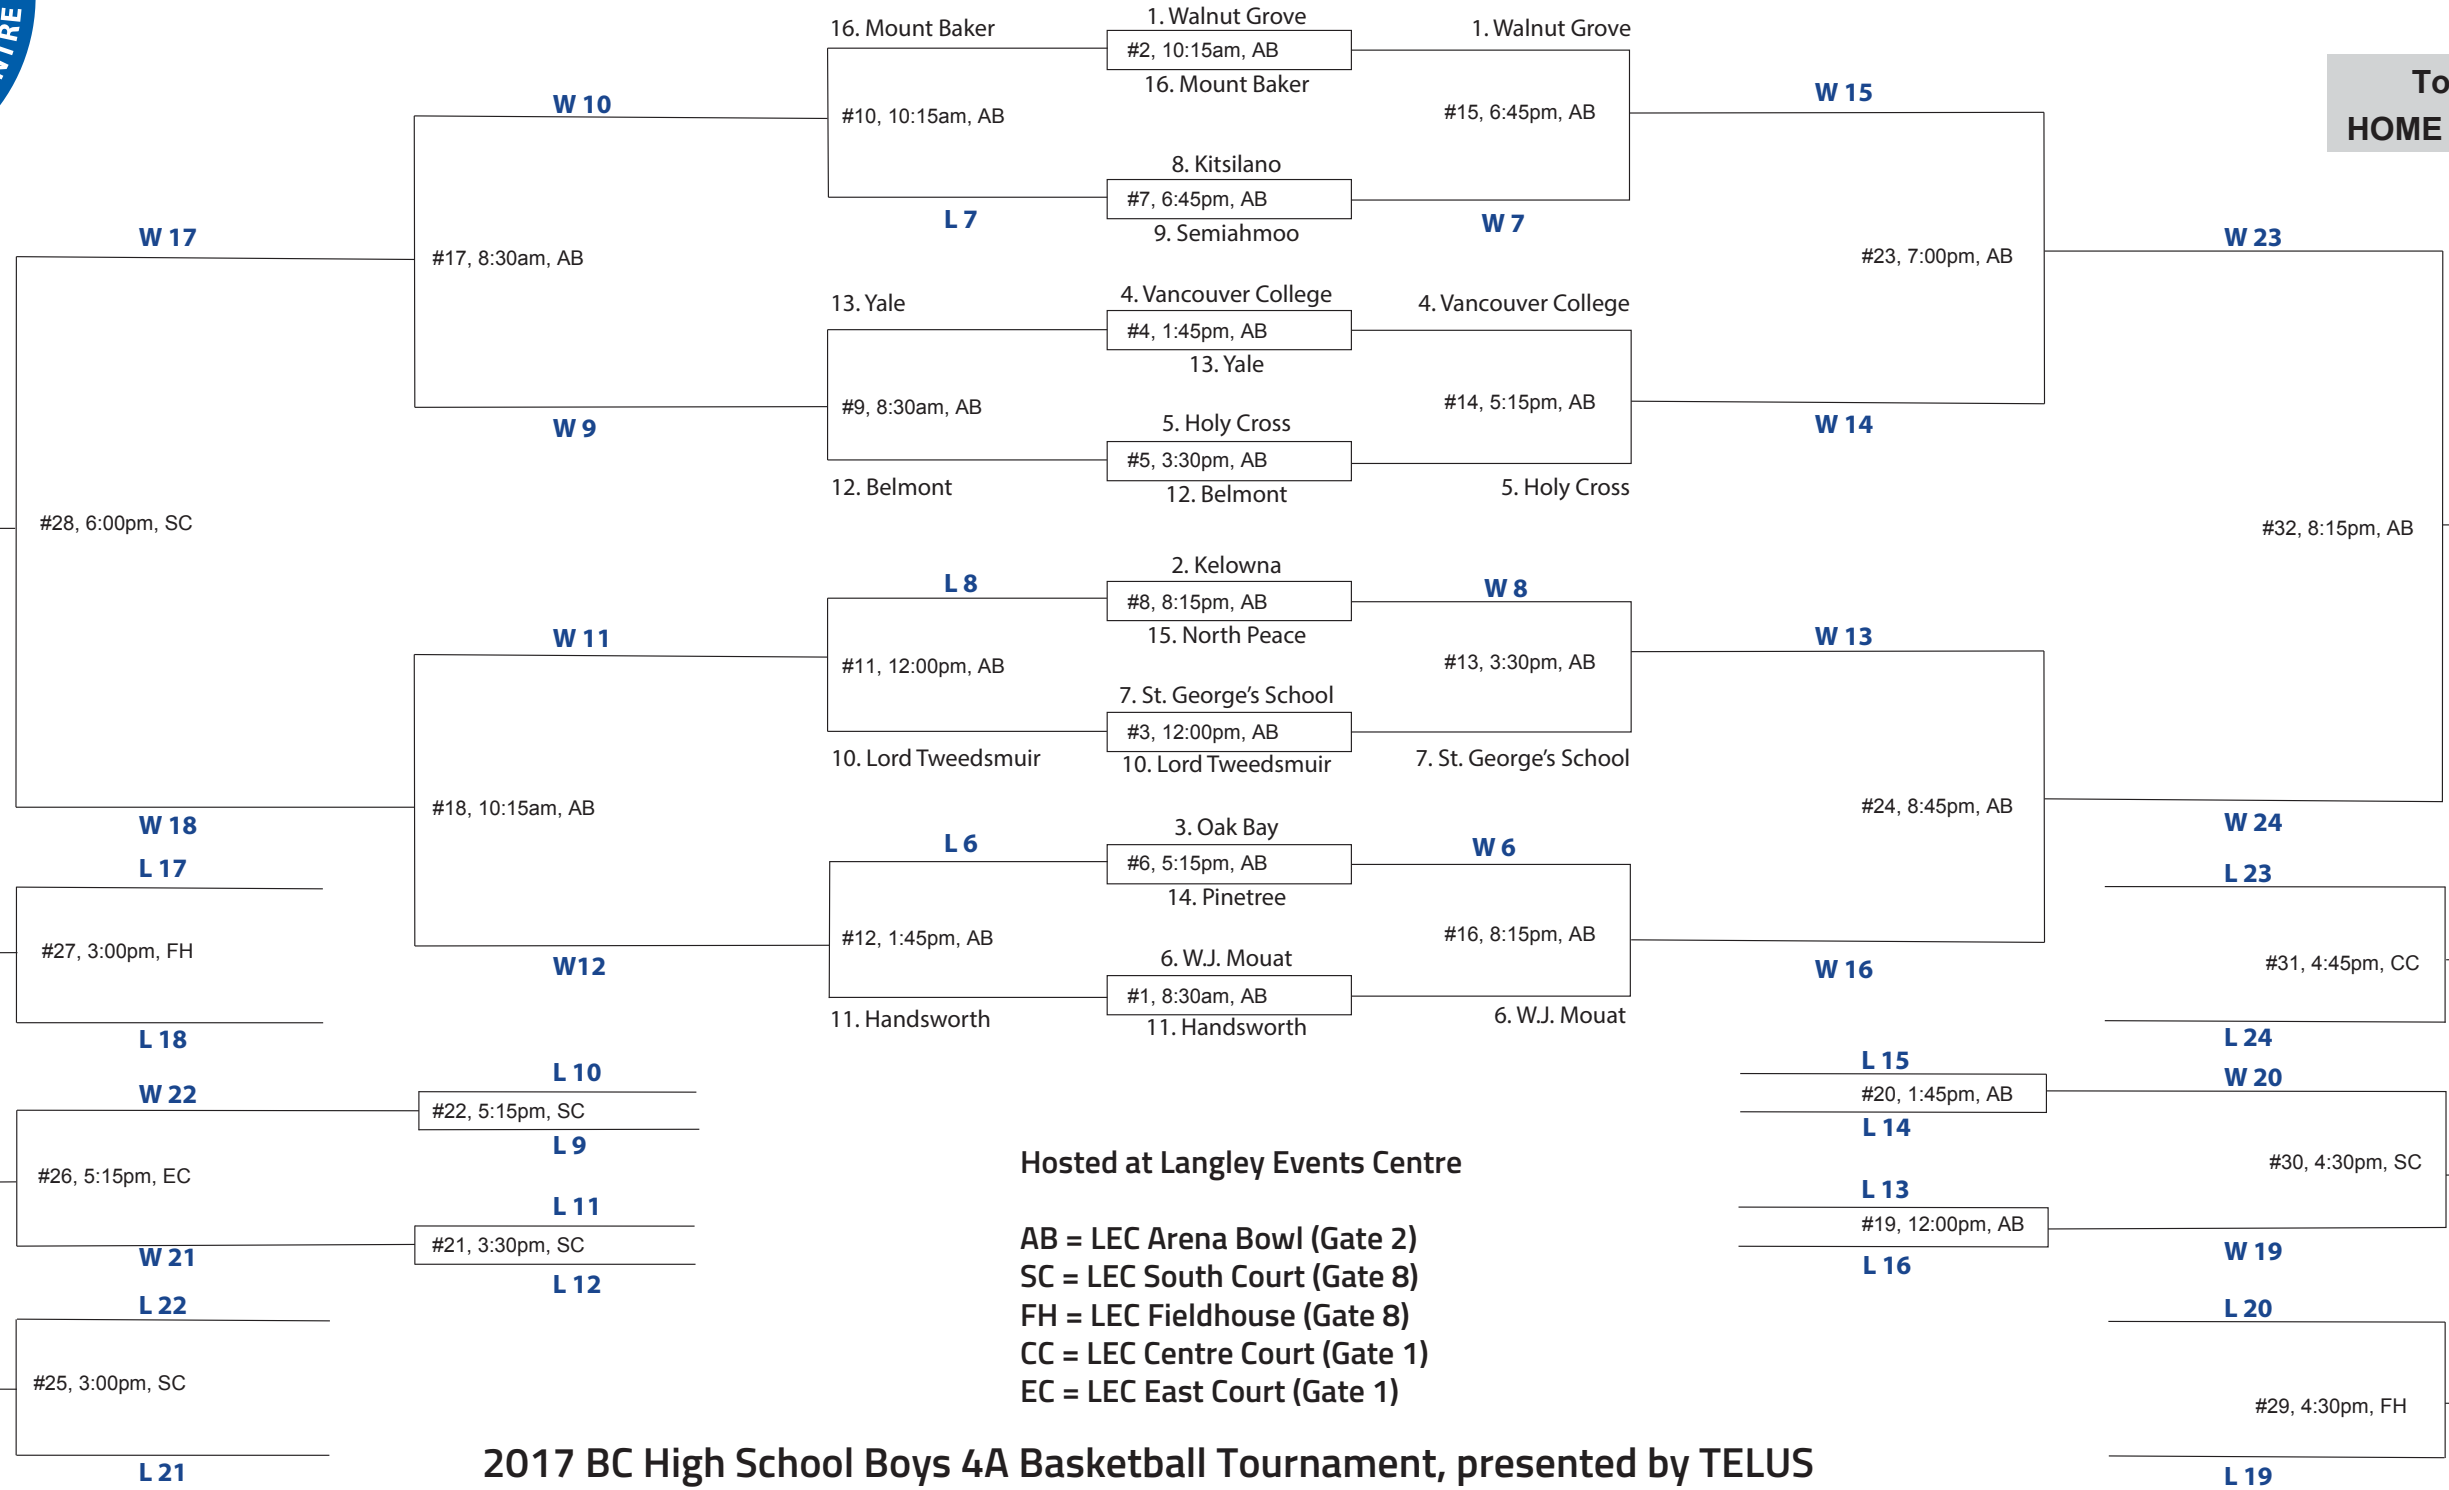 NTRE
To
HOME
16. Mount Baker
1. Walnut Grove
#2, 10:15am, AB
16. Mount Baker
1. Walnut Grove
W 10
#10, 10:15am, AB
#15, 6:45pm, AB
W 15
8. Kitsilano
#7, 6:45pm, AB
9. Semiahmoo
L 7
W 7
W 17
#17, 8:30am, AB
#23, 7:00pm, AB
W 23
13. Yale
4. Vancouver College
#4, 1:45pm, AB
13. Yale
4. Vancouver College
#9, 8:30am, AB
#14, 5:15pm, AB
W 9
W 14
5. Holy Cross
#5, 3:30pm, AB
12. Belmont
12. Belmont
5. Holy Cross
#28, 6:00pm, SC
#32, 8:15pm, AB
L 8
2. Kelowna
#8, 8:15pm, AB
15. North Peace
W 8
W 11
#11, 12:00pm, AB
#13, 3:30pm, AB
W 13
7. St. George's School
#3, 12:00pm, AB
10. Lord Tweedsmuir
10. Lord Tweedsmuir
7. St. George's School
W 18
#18, 10:15am, AB
#24, 8:45pm, AB
W 24
L 6
3. Oak Bay
#6, 5:15pm, AB
14. Pinetree
W 6
L 17
#27, 3:00pm, FH
L 18
W12
#12, 1:45pm, AB
#16, 8:15pm, AB
W 16
6. W.J. Mouat
#1, 8:30am, AB
11. Handsworth
11. Handsworth
6. W.J. Mouat
L 23
#31, 4:45pm, CC
L 24
W 22
L 10
#22, 5:15pm, SC
L 9
#26, 5:15pm, EC
L 11
#21, 3:30pm, SC
L 12
W 21
L 15
#20, 1:45pm, AB
L 14
W 20
#30, 4:30pm, SC
L 13
#19, 12:00pm, AB
L 16
W 19
L 22
#25, 3:00pm, SC
L 21
L 20
#29, 4:30pm, FH
L 19
Hosted at Langley Events Centre
AB = LEC Arena Bowl (Gate 2)
SC = LEC South Court (Gate 8)
FH = LEC Fieldhouse (Gate 8)
CC = LEC Centre Court (Gate 1)
EC = LEC East Court (Gate 1)
2017 BC High School Boys 4A Basketball Tournament, presented by TELUS